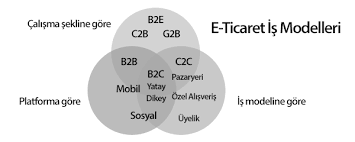 E-Ticaret İş Modelleri
Çalışma şekline göre
B2E
C2B G2B
B2B
C2C
B2C
Pazaryeri
Mobil
Yatay
Dikey
Özel Alışveriş
Platforma göre
İş modeline göre
Sosyal
Üyelik